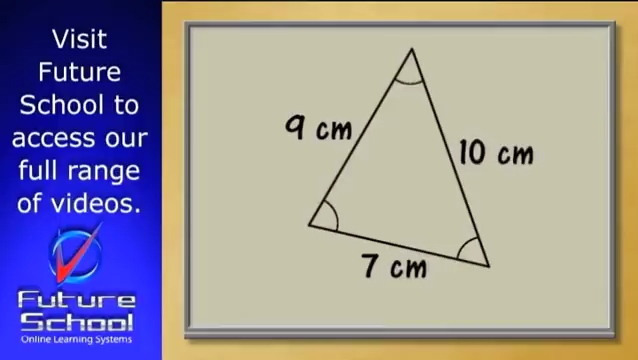 Visit
Future
School to
access our
full range
of videos.
Future
School
Online Learning Systems
9 cm
10 cm
7 cm